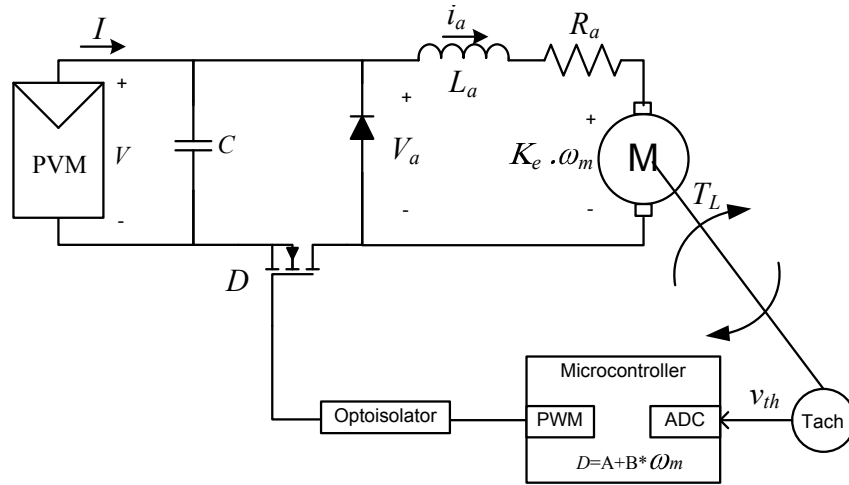 I
i_a
R_a
+
L_a
+
+
PVM
V
C
V_a
K_e . ω_m
M
T_L
-
-
-
D
Microcontroller
Optoisolator
PWM
ADC
v_th
Tach
D=A+B* ω_m